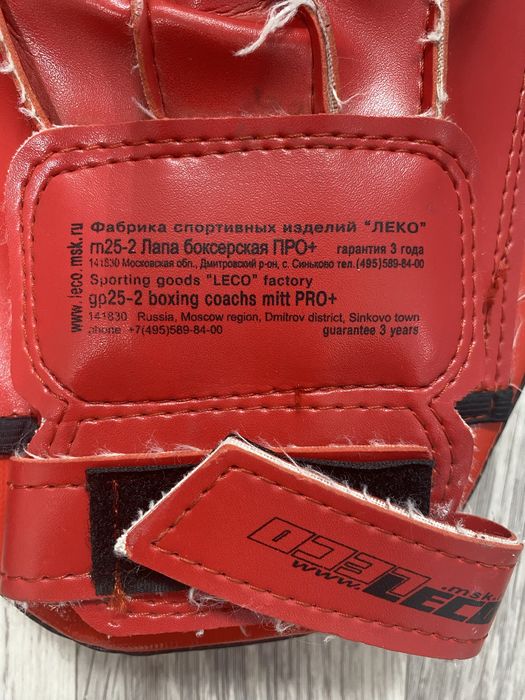 www.leco.msk.ru
Фабрика спортивных изделий "ЛЕКО"
гп25-2 Лапа боксерская ПРО+ гарантия 3 года
141830 Московская обл., Дмитровский р-он, с. Синьково тел.(495)589-84-00
Sporting goods "LECO" factory
gp25-2 boxing coachs mitt PRO+
141830 Russia, Moscow region, Dmitrov district, Sinkovo town
phone +7(495)589-84-00 guarantee 3 years
LECO
www.LECO.msk.